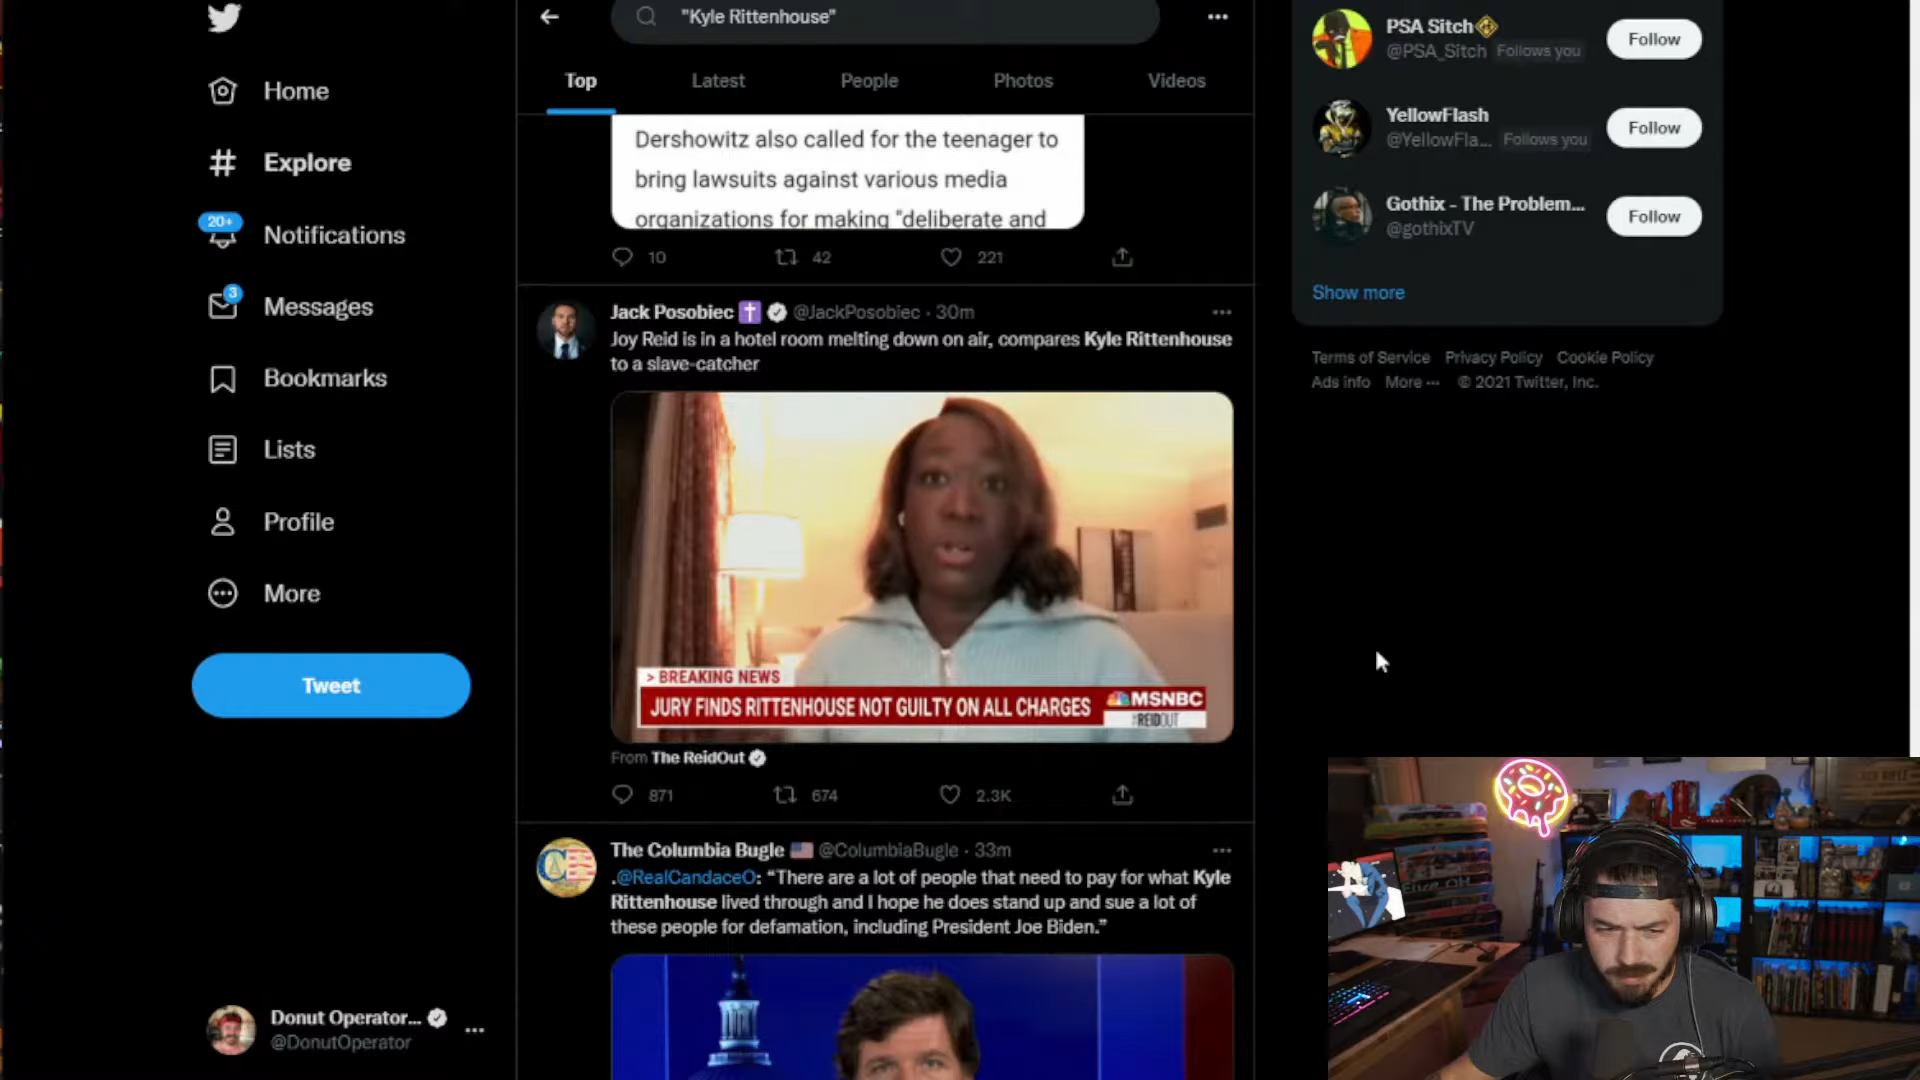 "Kyle Rittenhouse"
Top
Latest
People
Photos
Videos
Home
Explore
20+
Notifications
3
Messages
Bookmarks
Lists
Profile
More
Tweet
Donut Operator...
@DonutOperator
Dershowitz also called for the teenager to
bring lawsuits against various media
organizations for making "deliberate and
10
42
221
Jack Posobiec @JackPosobiec · 30m
Joy Reid is in a hotel room melting down on air, compares Kyle Rittenhouse
to a slave-catcher
> BREAKING NEWS
JURY FINDS RITTENHOUSE NOT GUILTY ON ALL CHARGES
MSNBC
REIDOUT
From The ReidOut
871
674
2.3K
The Columbia Bugle @ColumbiaBugle · 33m
.@RealCandaceO: “There are a lot of people that need to pay for what Kyle
Rittenhouse lived through and I hope he does stand up and sue a lot of
these people for defamation, including President Joe Biden.”
PSA Sitch
@PSA_Sitch Follows you
Follow
YellowFlash
@YellowFla... Follows you
Follow
Gothix - The Problem...
@gothixTV
Follow
Show more
Terms of Service Privacy Policy Cookie Policy
Ads info More ··· © 2021 Twitter, Inc.